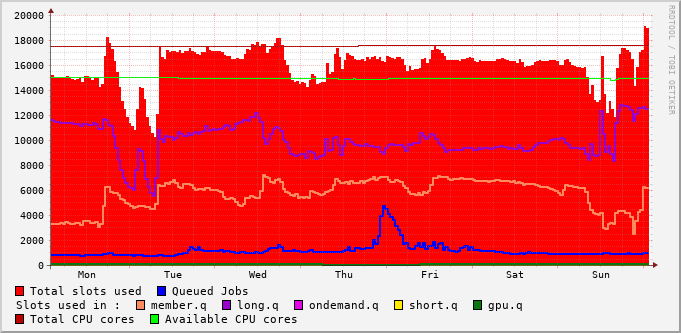 20000
18000
16000
14000
12000
10000
8000
6000
4000
2000
0
Mon Tue Wed Thu Fri Sat Sun
RRDTOOL / TOBI OETIKER
Total slots used Queued Jobs
Slots used in : member.q long.q ondemand.q short.q gpu.q
Total CPU cores Available CPU cores